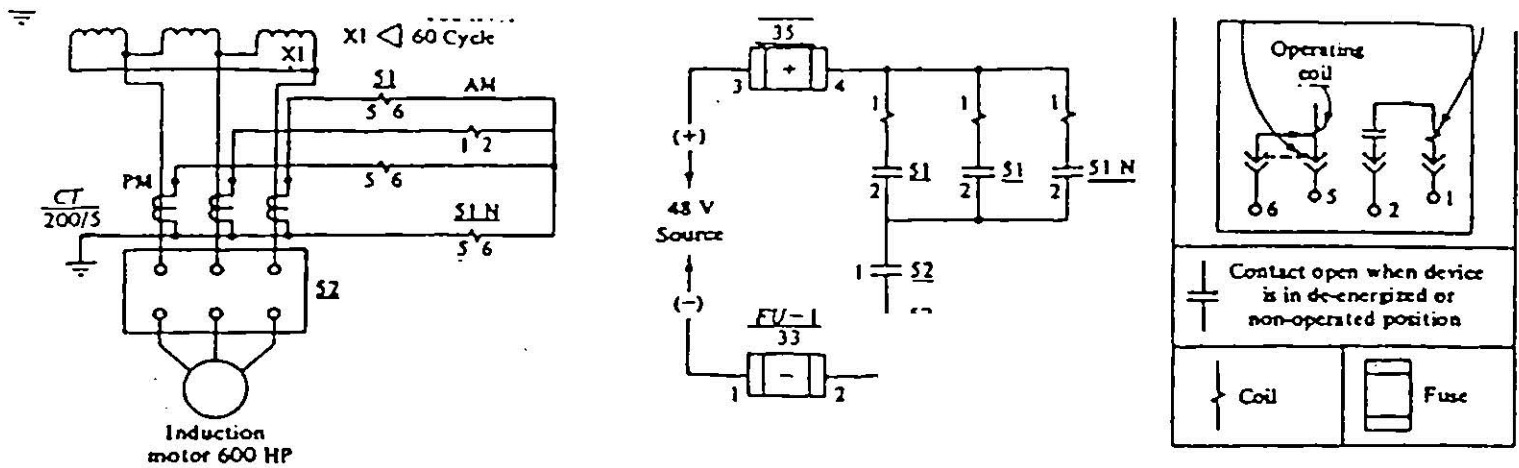 X1
X1 60 Cycle
51
5 6
AM
1 2
5 6
PM
CT
200/5
51 N
5 6
52
Induction
motor 600 HP
35
3
+
4
(+)
48 V
Source
(-)
1
1
1
2
51
2
51
2
51 N
1
52
FU-1
33
1
-
2
Operating
coil
6
5
2
1
Contact open when device
is in de-energized or
non-operated position
Coil
Fuse